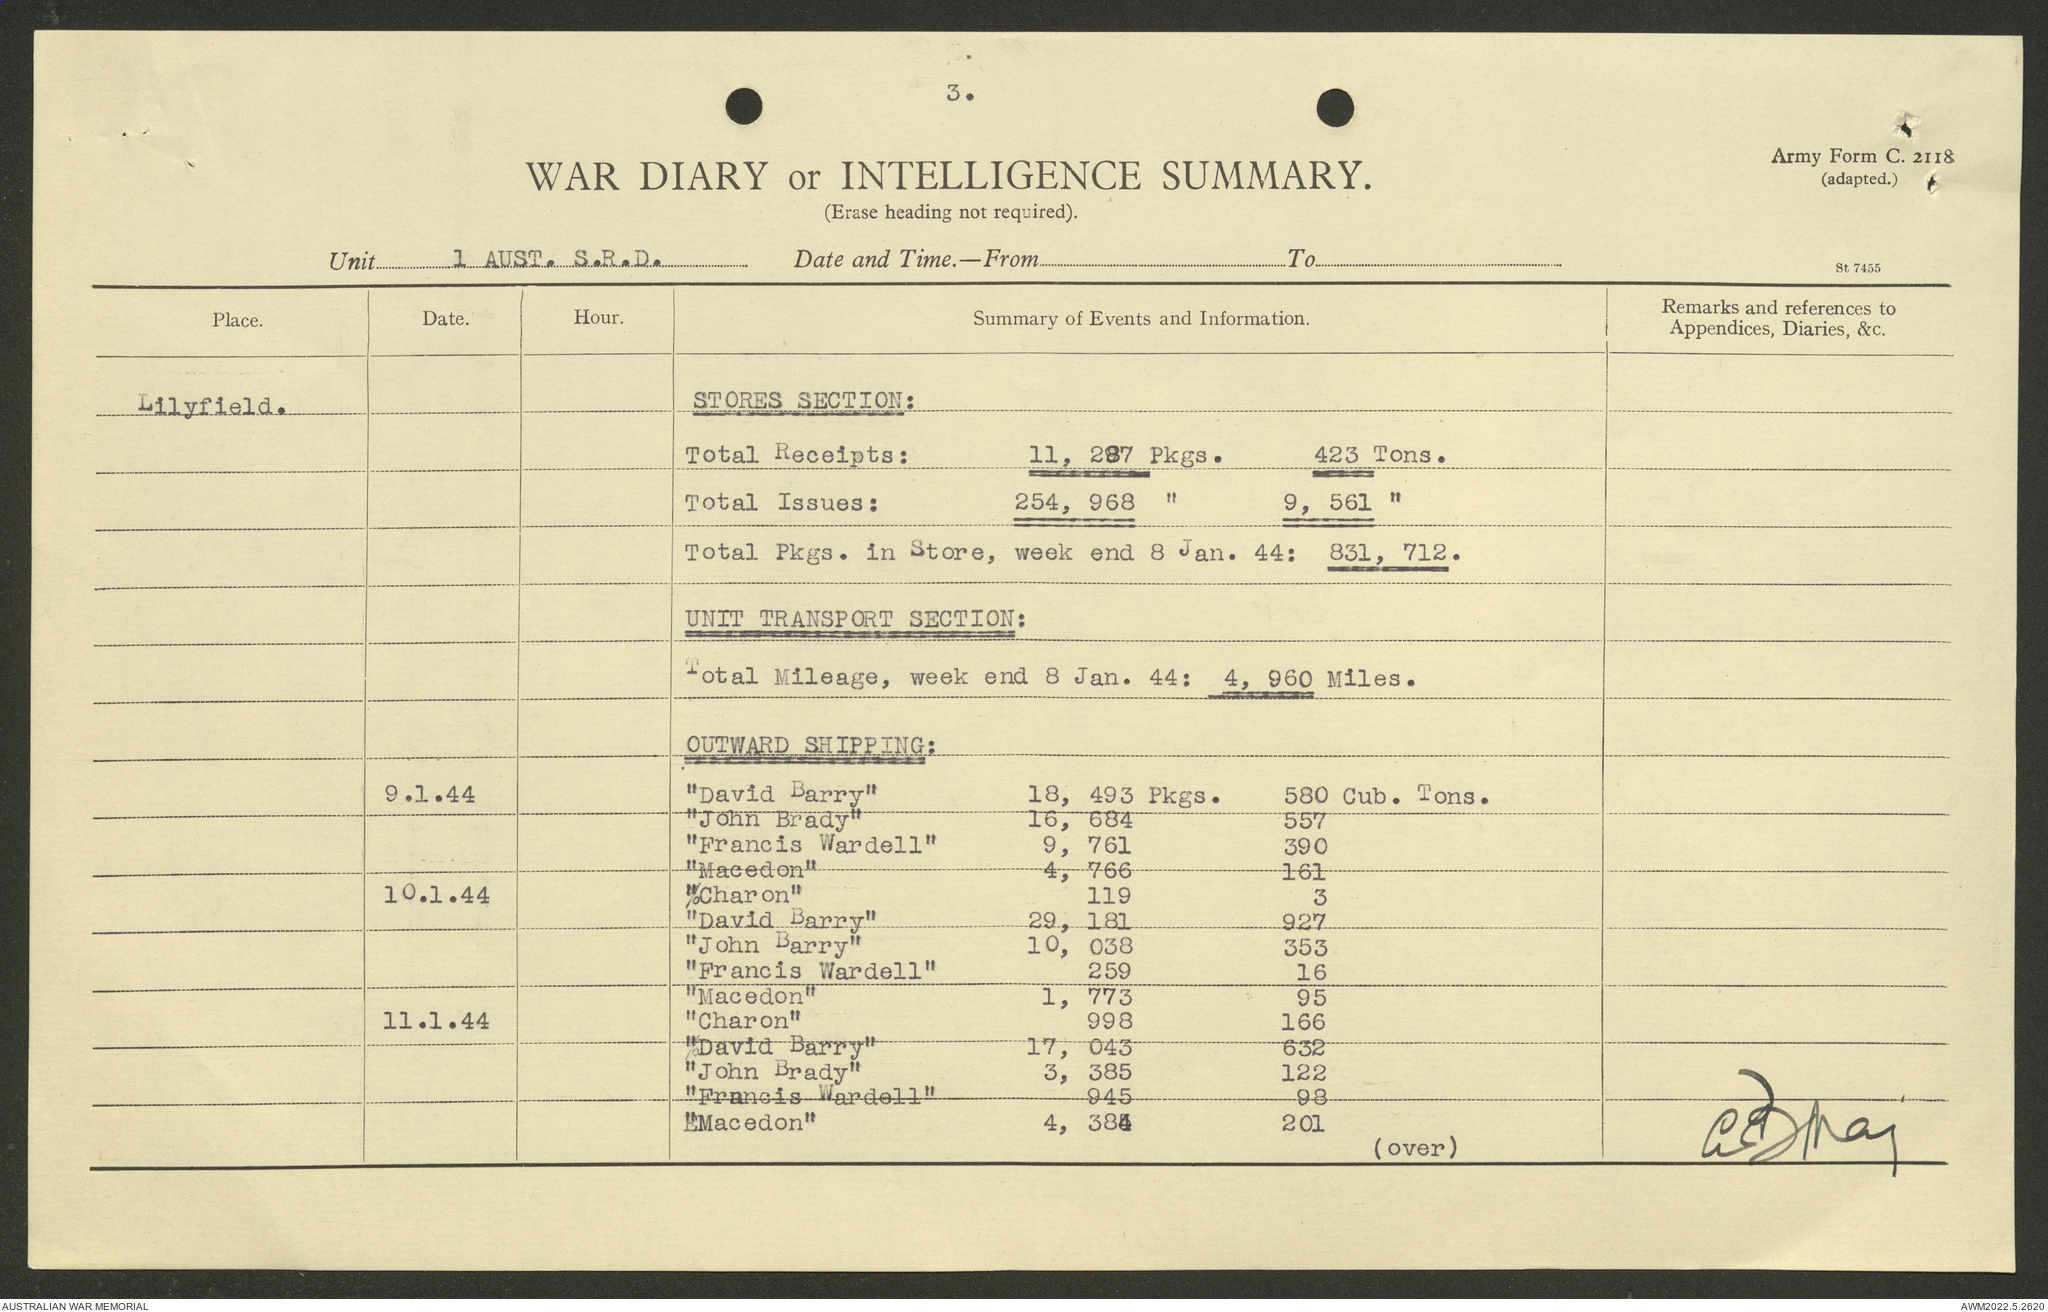 3.
WAR DIARY or INTELLIGENCE SUMMARY.
Army Form C. 2118
(adapted.)
(Erase heading not required).
Unit 1 AUST. S.R.D. Date and Time.—From To
St 7455
Place. Date. Hour. Summary of Events and Information. Remarks and references to
Appendices, Diaries, &c.
Lilyfield. STORES SECTION:
Total Receipts: 11, 287 Pkgs. 423 Tons.
Total Issues: 254, 968 " 9, 561 "
Total Pkgs. in Store, week end 8 Jan. 44: 831, 712.
UNIT TRANSPORT SECTION:
Total Mileage, week end 8 Jan. 44: 4, 960 Miles.
OUTWARD SHIPPING:
9.1.44 "David Barry" 18, 493 Pkgs. 580 Cub. Tons.
"John Brady" 16, 684 557
"Francis Wardell" 9, 761 390
"Macedon" 4, 766 161
10.1.44 "Charon" 119 3
"David Barry" 29, 181 927
"John Barry" 10, 038 353
"Francis Wardell" 259 16
"Macedon" 1, 773 95
11.1.44 "Charon" 998 166
"David Barry" 17, 043 632
"John Brady" 3, 385 122
"Francis Wardell" 945 98
"Macedon" 4, 384 201
(over)
AUSTRALIAN WAR MEMORIAL
AWM2022.5.2620